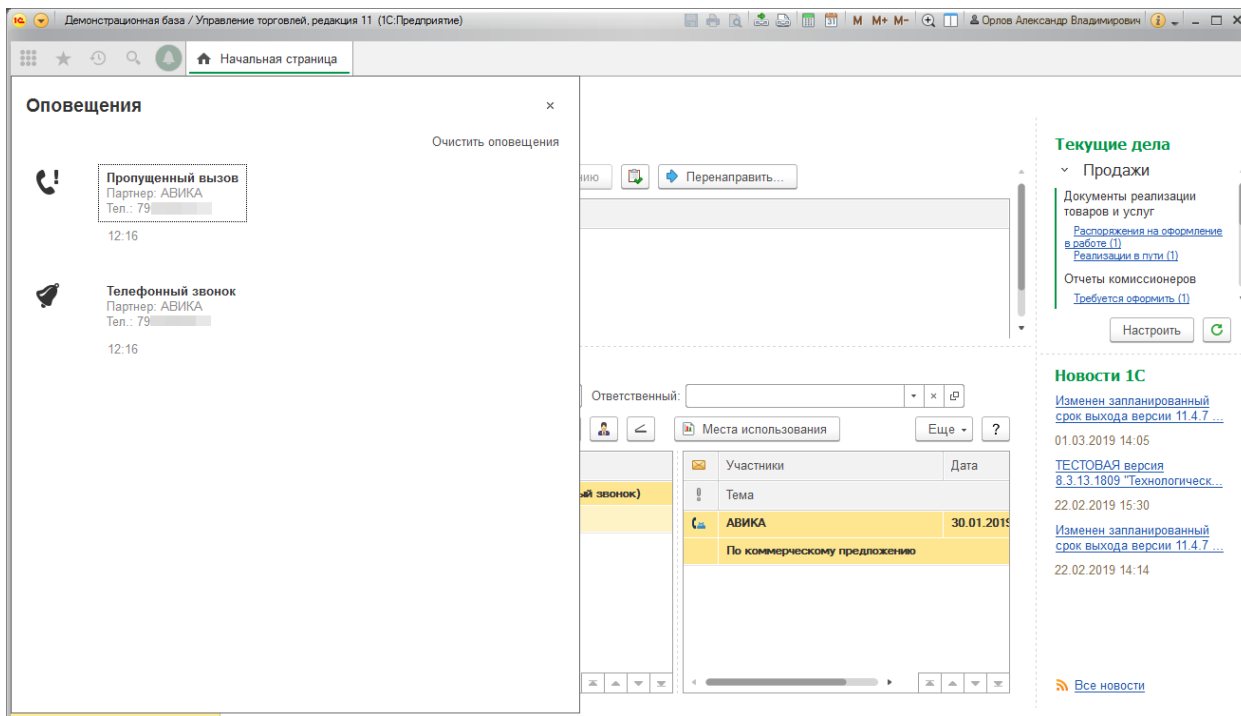 Демонстрационная база / Управление торговлей, редакция 11 (1С:Предприятие)
M M+ M-
Орлов Александр Владимирович
Начальная страница
Оповещения
Очистить оповещения
Пропущенный вызов
Партнер: АВИКА
Тел.: 79
12:16
Телефонный звонок
Партнер: АВИКА
Тел.: 79
12:16
нию
Перенаправить...
Ответственный:
Места использования
Еще
?
Участники
Дата
Тема
ый звонок)
АВИКА
30.01.2019
По коммерческому предложению
Текущие дела
Продажи
Документы реализации
товаров и услуг
Распоряжения на оформление
в работе (1)
Реализации в пути (1)
Отчеты комиссионеров
Требуется оформить (1)
Настроить
Новости 1С
Изменен запланированный
срок выхода версии 11.4.7 ...
01.03.2019 14:05
ТЕСТОВАЯ версия
8.3.13.1809 "Технологическ...
22.02.2019 15:30
Изменен запланированный
срок выхода версии 11.4.7 ...
22.02.2019 14:14
Все новости